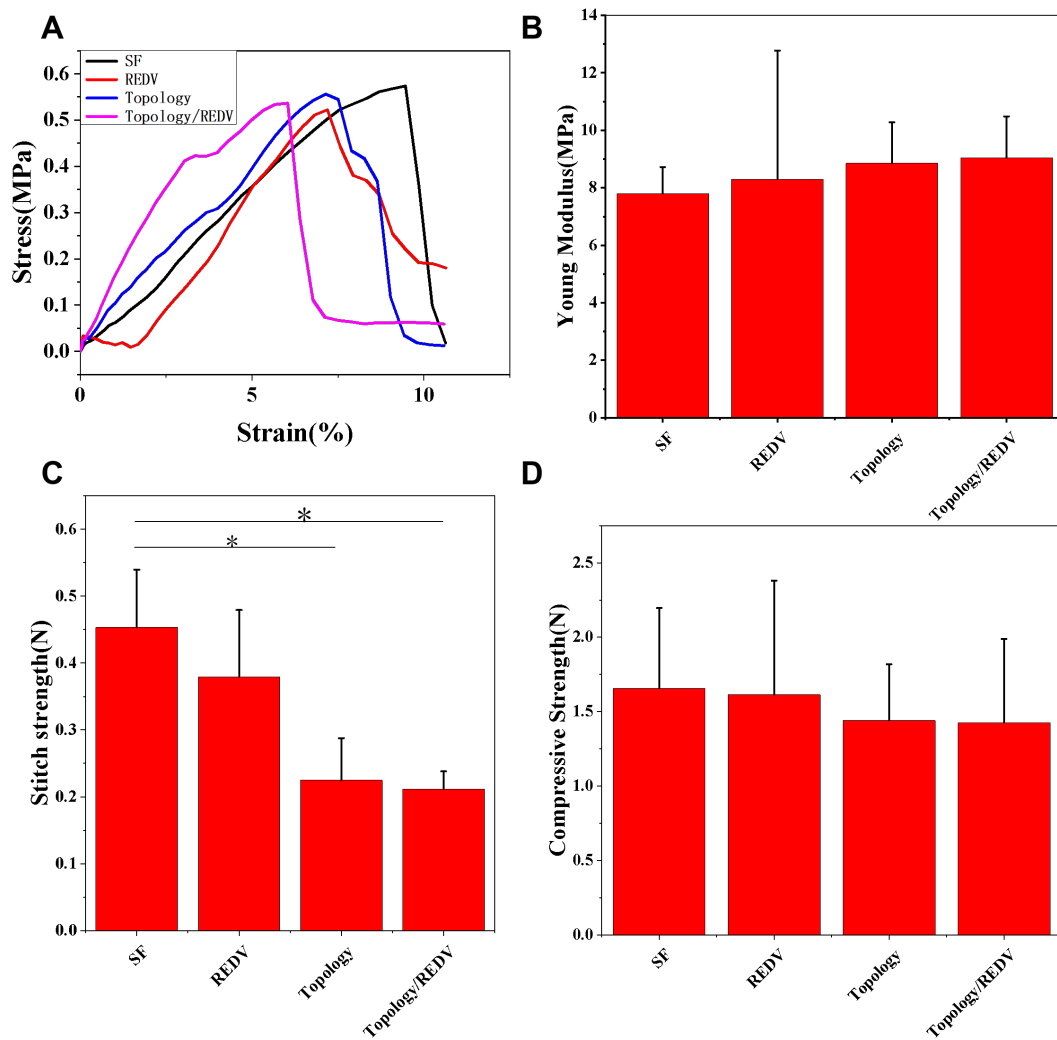 A
SF
REDV
Topology
Topology/REDV
0.6
0.5
0.4
0.3
0.2
0.1
0.0
Stress(MPa)
0
5
10
Strain(%)
B
14
12
10
8
6
4
2
0
Young Modulus(MPa)
SF
REDV
Topology
Topology/REDV
C
0.6
0.5
0.4
0.3
0.2
0.1
0.0
Stitch strength(N)
*
*
SF
REDV
Topology
Topology/REDV
D
2.5
2.0
1.5
1.0
0.5
0.0
Compressive Strength(N)
SF
REDV
Topology
Topology/REDV